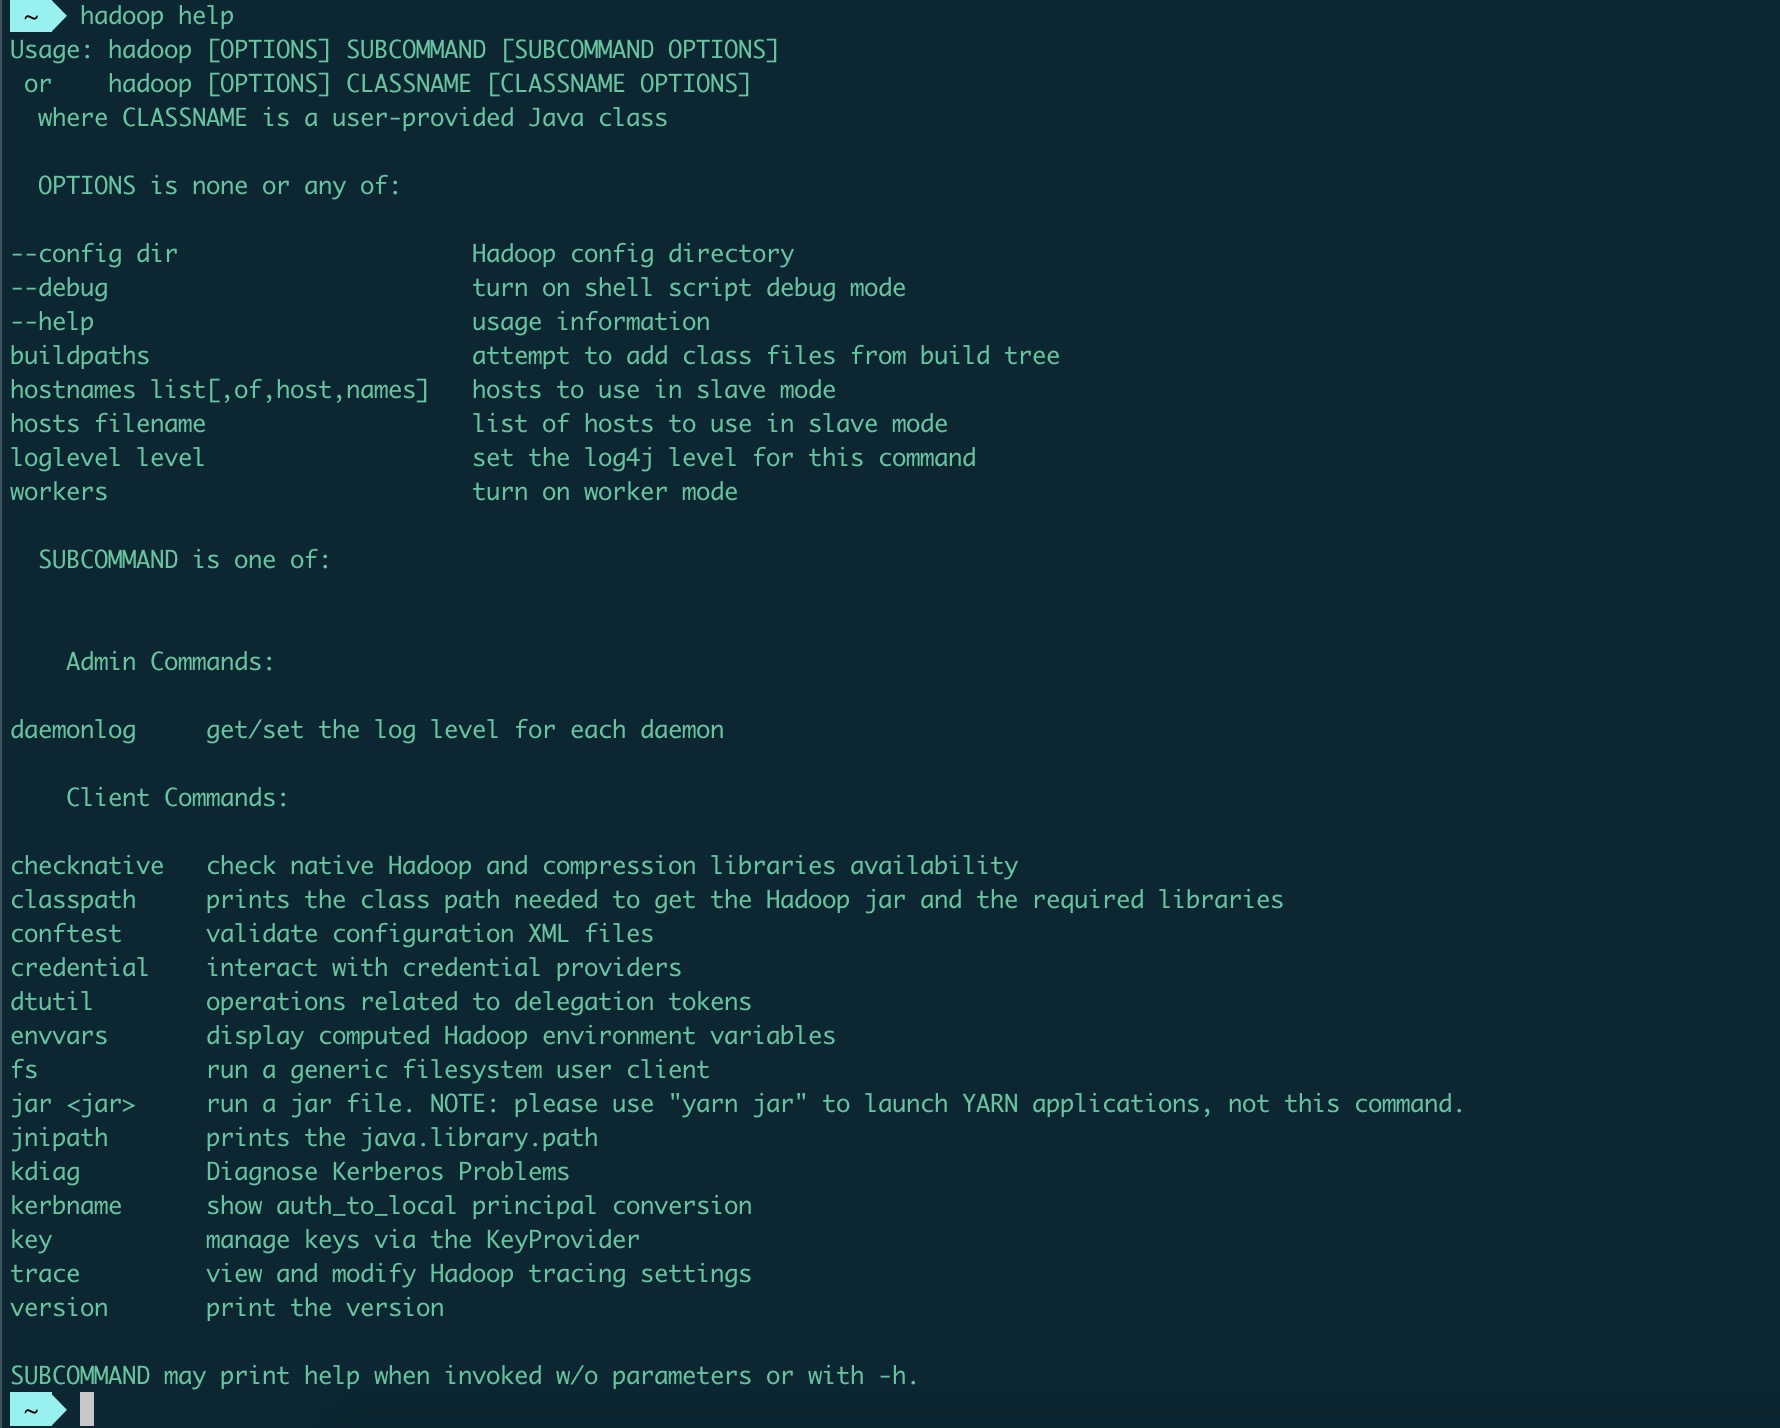 ~ hadoop help
Usage: hadoop [OPTIONS] SUBCOMMAND [SUBCOMMAND OPTIONS]
 or    hadoop [OPTIONS] CLASSNAME [CLASSNAME OPTIONS]
  where CLASSNAME is a user-provided Java class

  OPTIONS is none or any of:

--config dir                     Hadoop config directory
--debug                          turn on shell script debug mode
--help                           usage information
buildpaths                       attempt to add class files from build tree
hostnames list[,of,host,names]   hosts to use in slave mode
hosts filename                   list of hosts to use in slave mode
loglevel level                   set the log4j level for this command
workers                          turn on worker mode

  SUBCOMMAND is one of:


    Admin Commands:

daemonlog     get/set the log level for each daemon

    Client Commands:

checknative   check native Hadoop and compression libraries availability
classpath     prints the class path needed to get the Hadoop jar and the required libraries
conftest      validate configuration XML files
credential    interact with credential providers
dtutil        operations related to delegation tokens
envvars       display computed Hadoop environment variables
fs            run a generic filesystem user client
jar <jar>     run a jar file. NOTE: please use "yarn jar" to launch YARN applications, not this command.
jnipath       prints the java.library.path
kdiag         Diagnose Kerberos Problems
kerbname      show auth_to_local principal conversion
key           manage keys via the KeyProvider
trace         view and modify Hadoop tracing settings
version       print the version

SUBCOMMAND may print help when invoked w/o parameters or with -h.
~